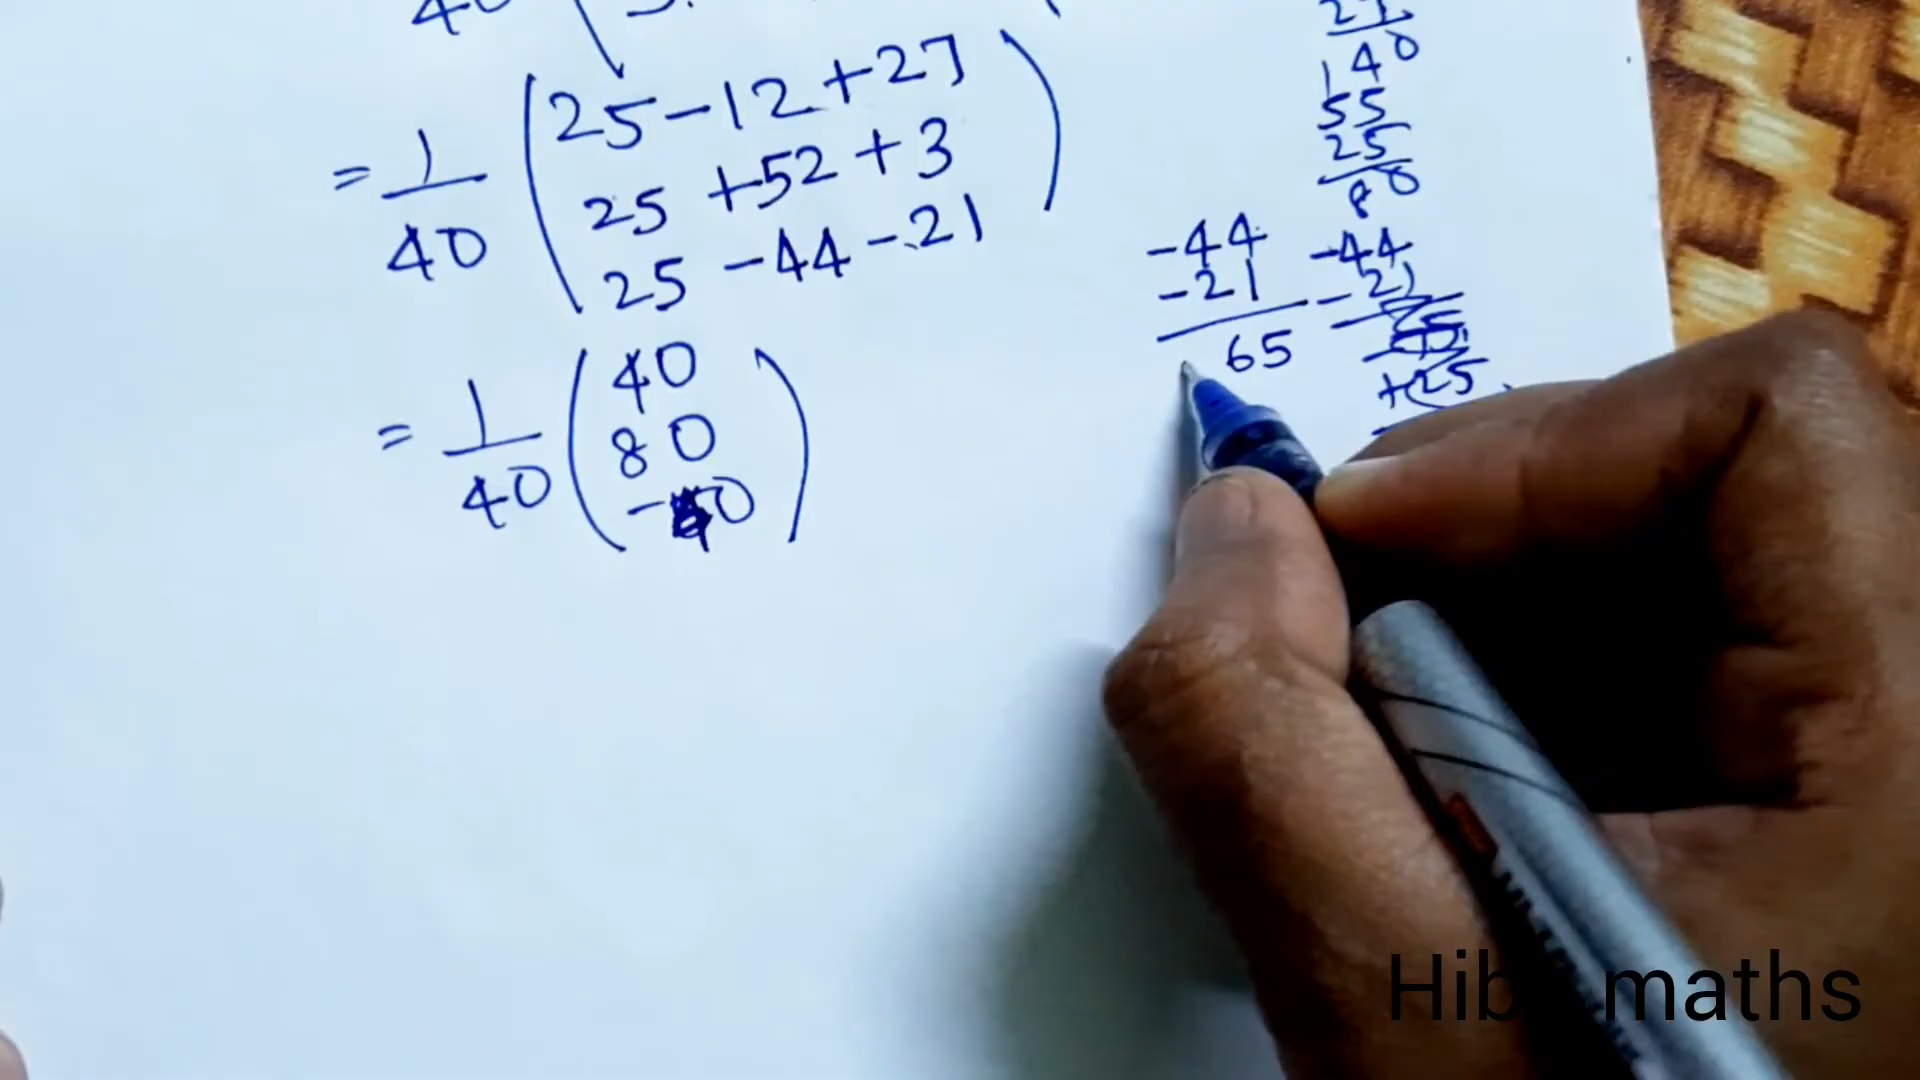 = 1/40 ( 25 - 12 + 27
25 + 52 + 3
25 - 44 - 21 )
= 1/40 ( 40
80
-40 )
140
55
25
80
-44
-21
65
-44
- 21
+25
maths